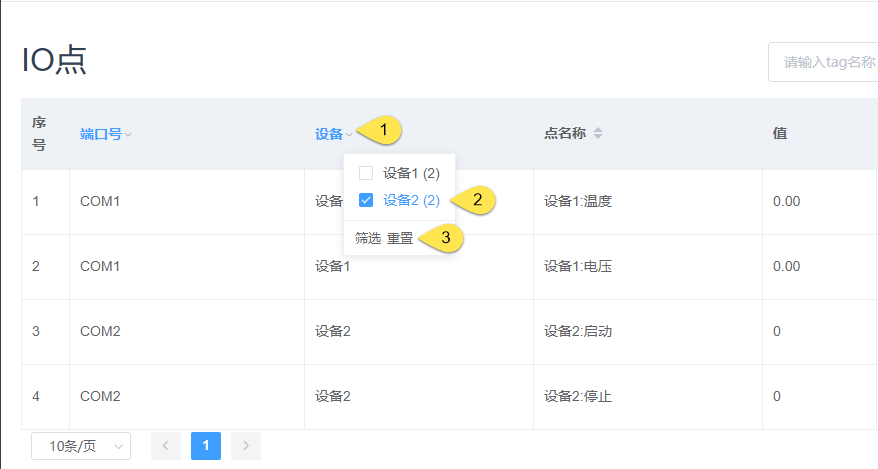 IO点
请输入tag名称
序号 端口号 设备 点名称 值
1
设备1 (2)
设备2 (2)
2
筛选 重置
3
1 COM1 设备 设备1:温度 0.00
2 COM1 设备1 设备1:电压 0.00
3 COM2 设备2 设备2:启动 0
4 COM2 设备2 设备2:停止 0
10条/页 1